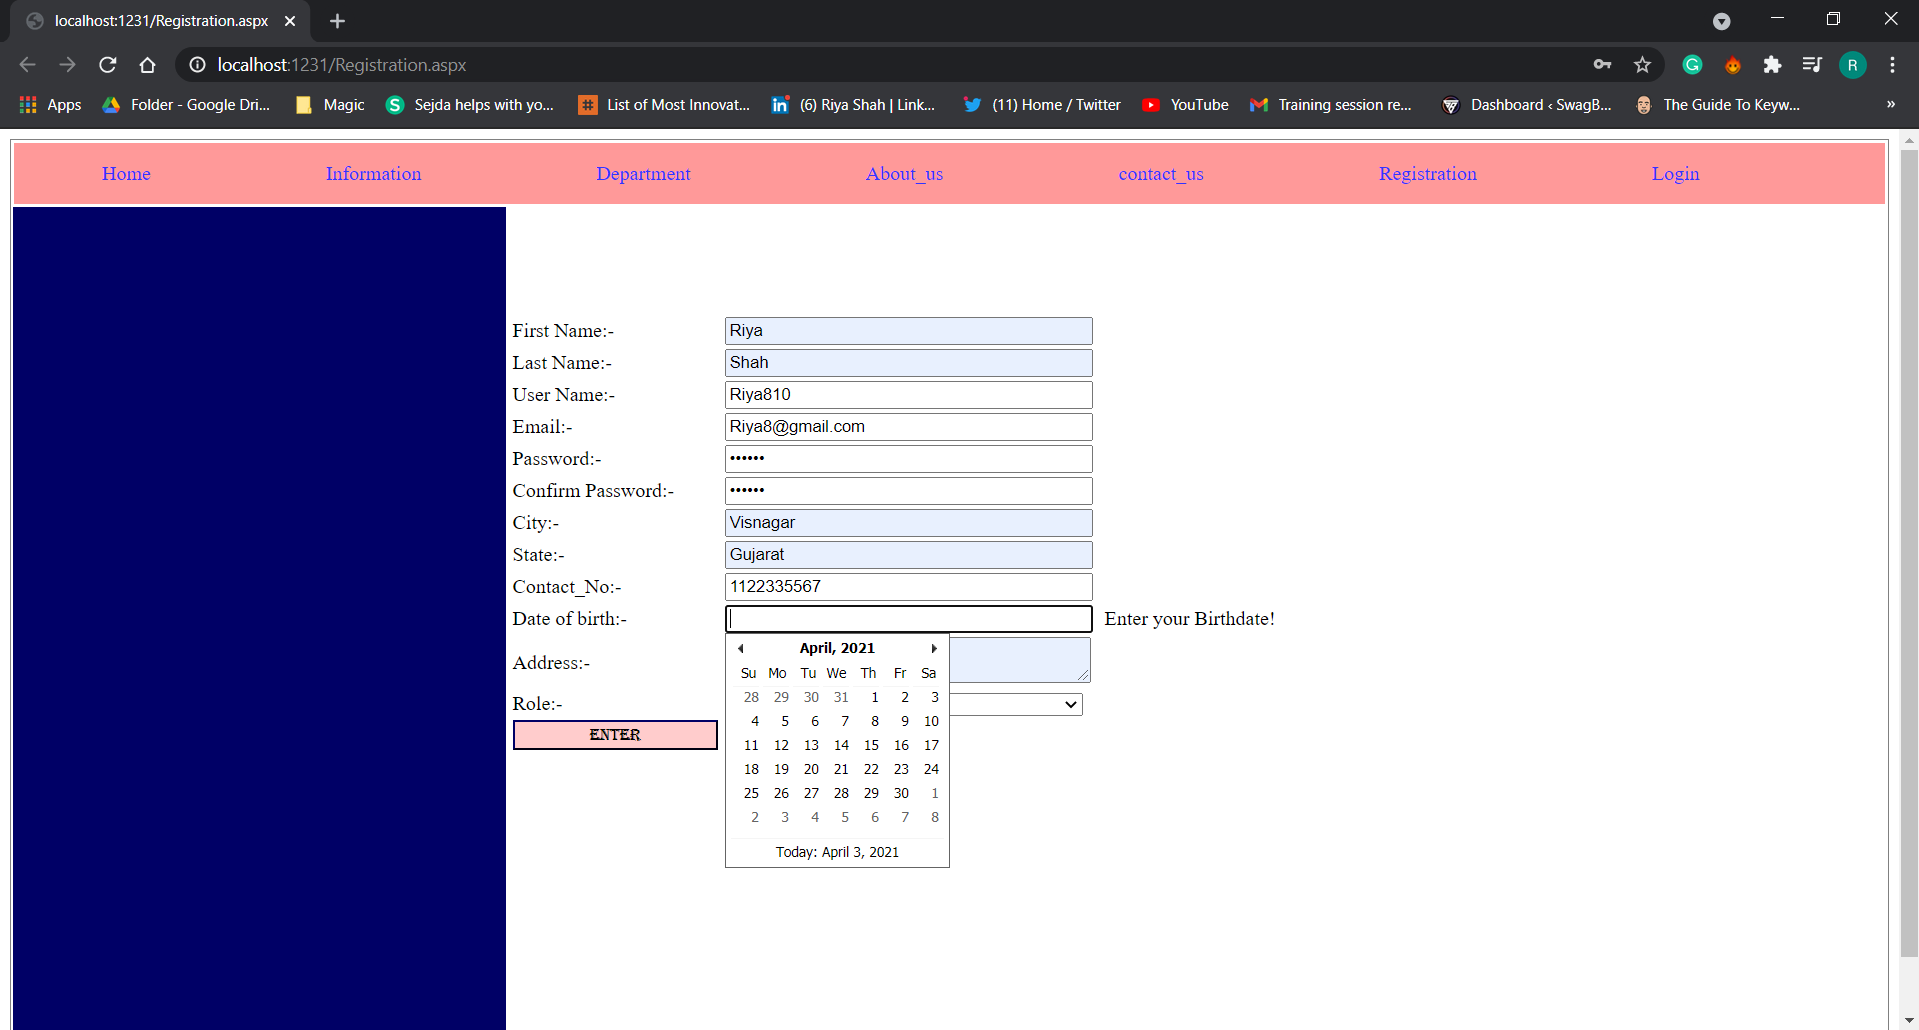 localhost:1231/Registration.aspx
localhost:1231/Registration.aspx
R
Apps Folder - Google Dri... Magic Sejda helps with yo... List of Most Innovat... (6) Riya Shah | Link... (11) Home / Twitter YouTube Training session re... Dashboard ‹ SwagB... The Guide To Keyw... »
Home Information Department About_us contact_us Registration Login
First Name:- Riya
Last Name:- Shah
User Name:- Riya810
Email:- Riya8@gmail.com
Password:- ••••••
Confirm Password:- ••••••
City:- Visnagar
State:- Gujarat
Contact_No:- 1122335567
Date of birth:- Enter your Birthdate!
Address:-
Role:-
ENTER
April, 2021
Su Mo Tu We Th Fr Sa
28 29 30 31 1 2 3
4 5 6 7 8 9 10
11 12 13 14 15 16 17
18 19 20 21 22 23 24
25 26 27 28 29 30 1
2 3 4 5 6 7 8
Today: April 3, 2021